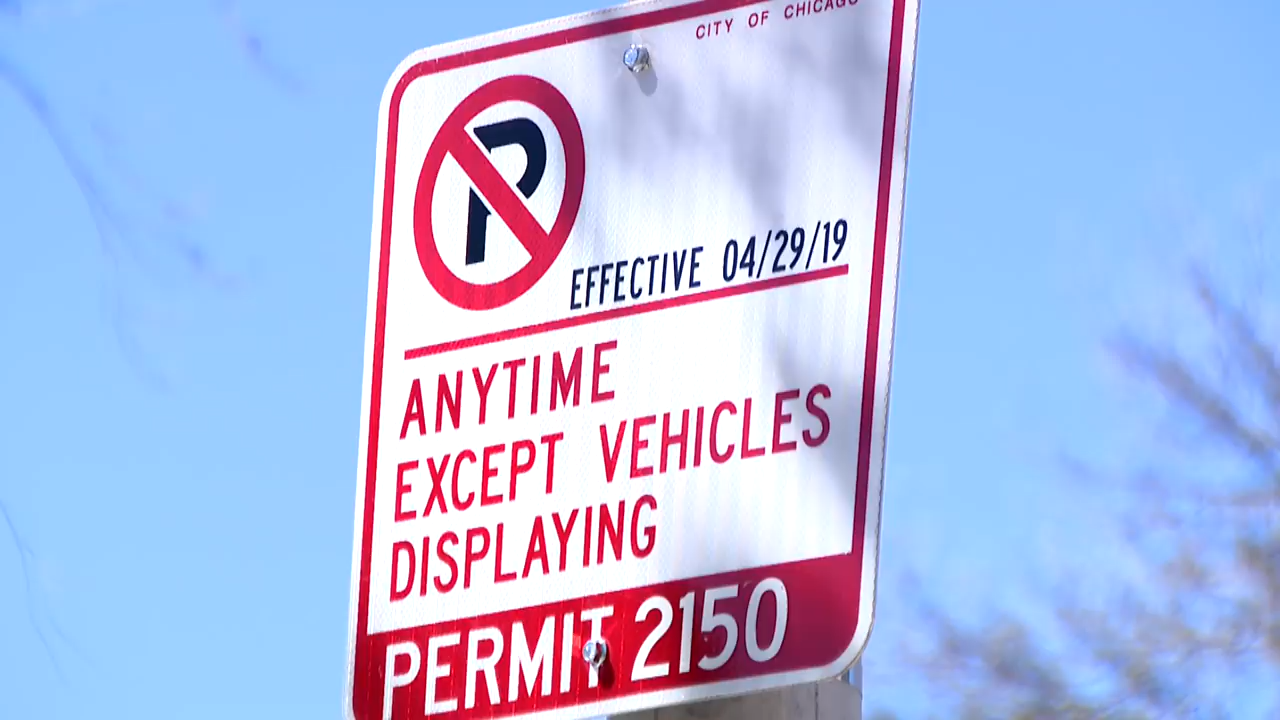 CITY OF CHICAGO
P
EFFECTIVE 04/29/19
ANYTIME
EXCEPT VEHICLES
DISPLAYING
PERMIT 2150